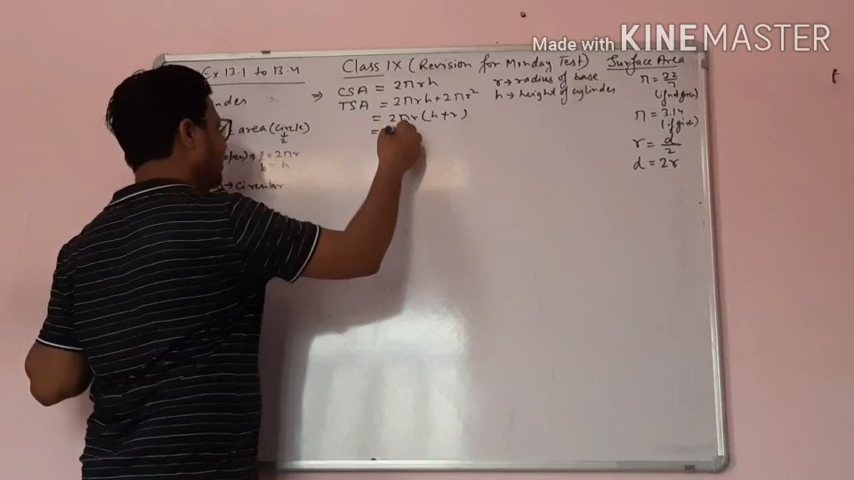 Made with KINEMASTER
Ex 13.1 to 13.4
Class IX (Revision for Monday Test)
Surface Area
⇒ CSA = 2πrh
TSA = 2πrh+2πr²
= 2πr(h+r)
=
r→ radius of base
h→ height of cylinder
π = 22/7
π = 3.14
r = d/2
d = 2r
area (circle)
l = 2πr
b = h
→ circular